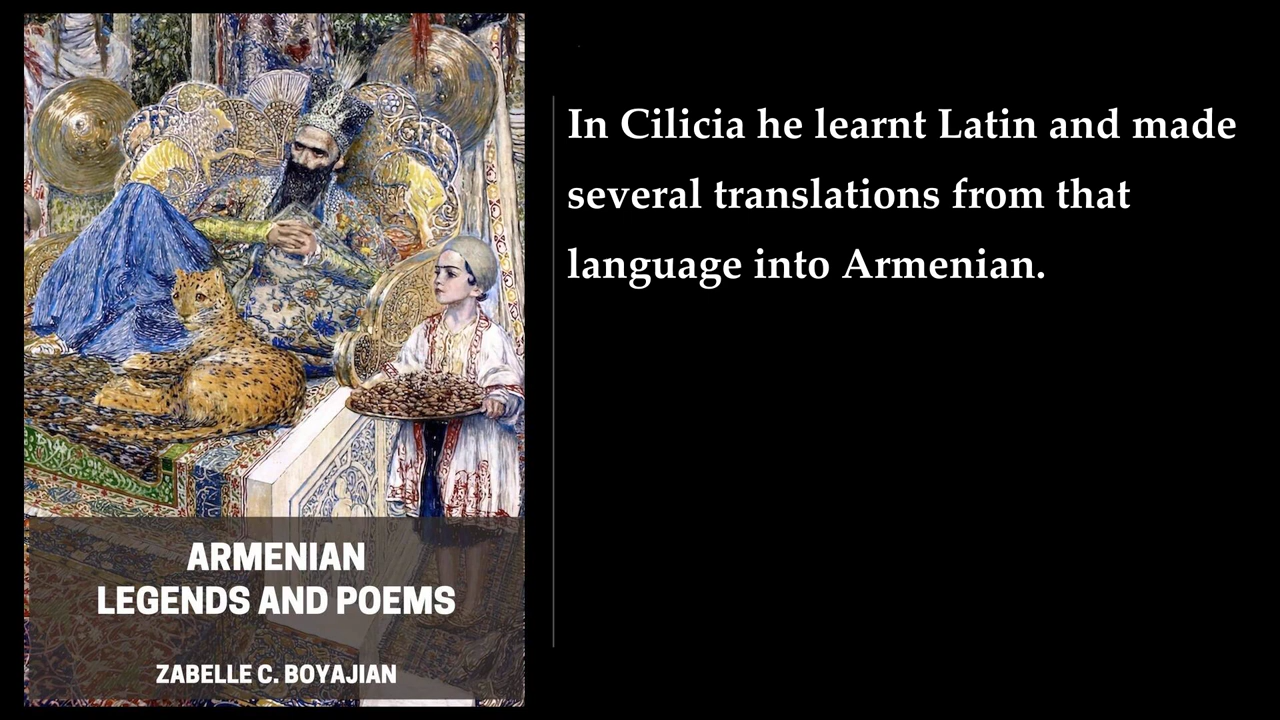 ARMENIAN
LEGENDS AND POEMS
ZABELLE C. BOYAJIAN
In Cilicia he learnt Latin and made
several translations from that
language into Armenian.